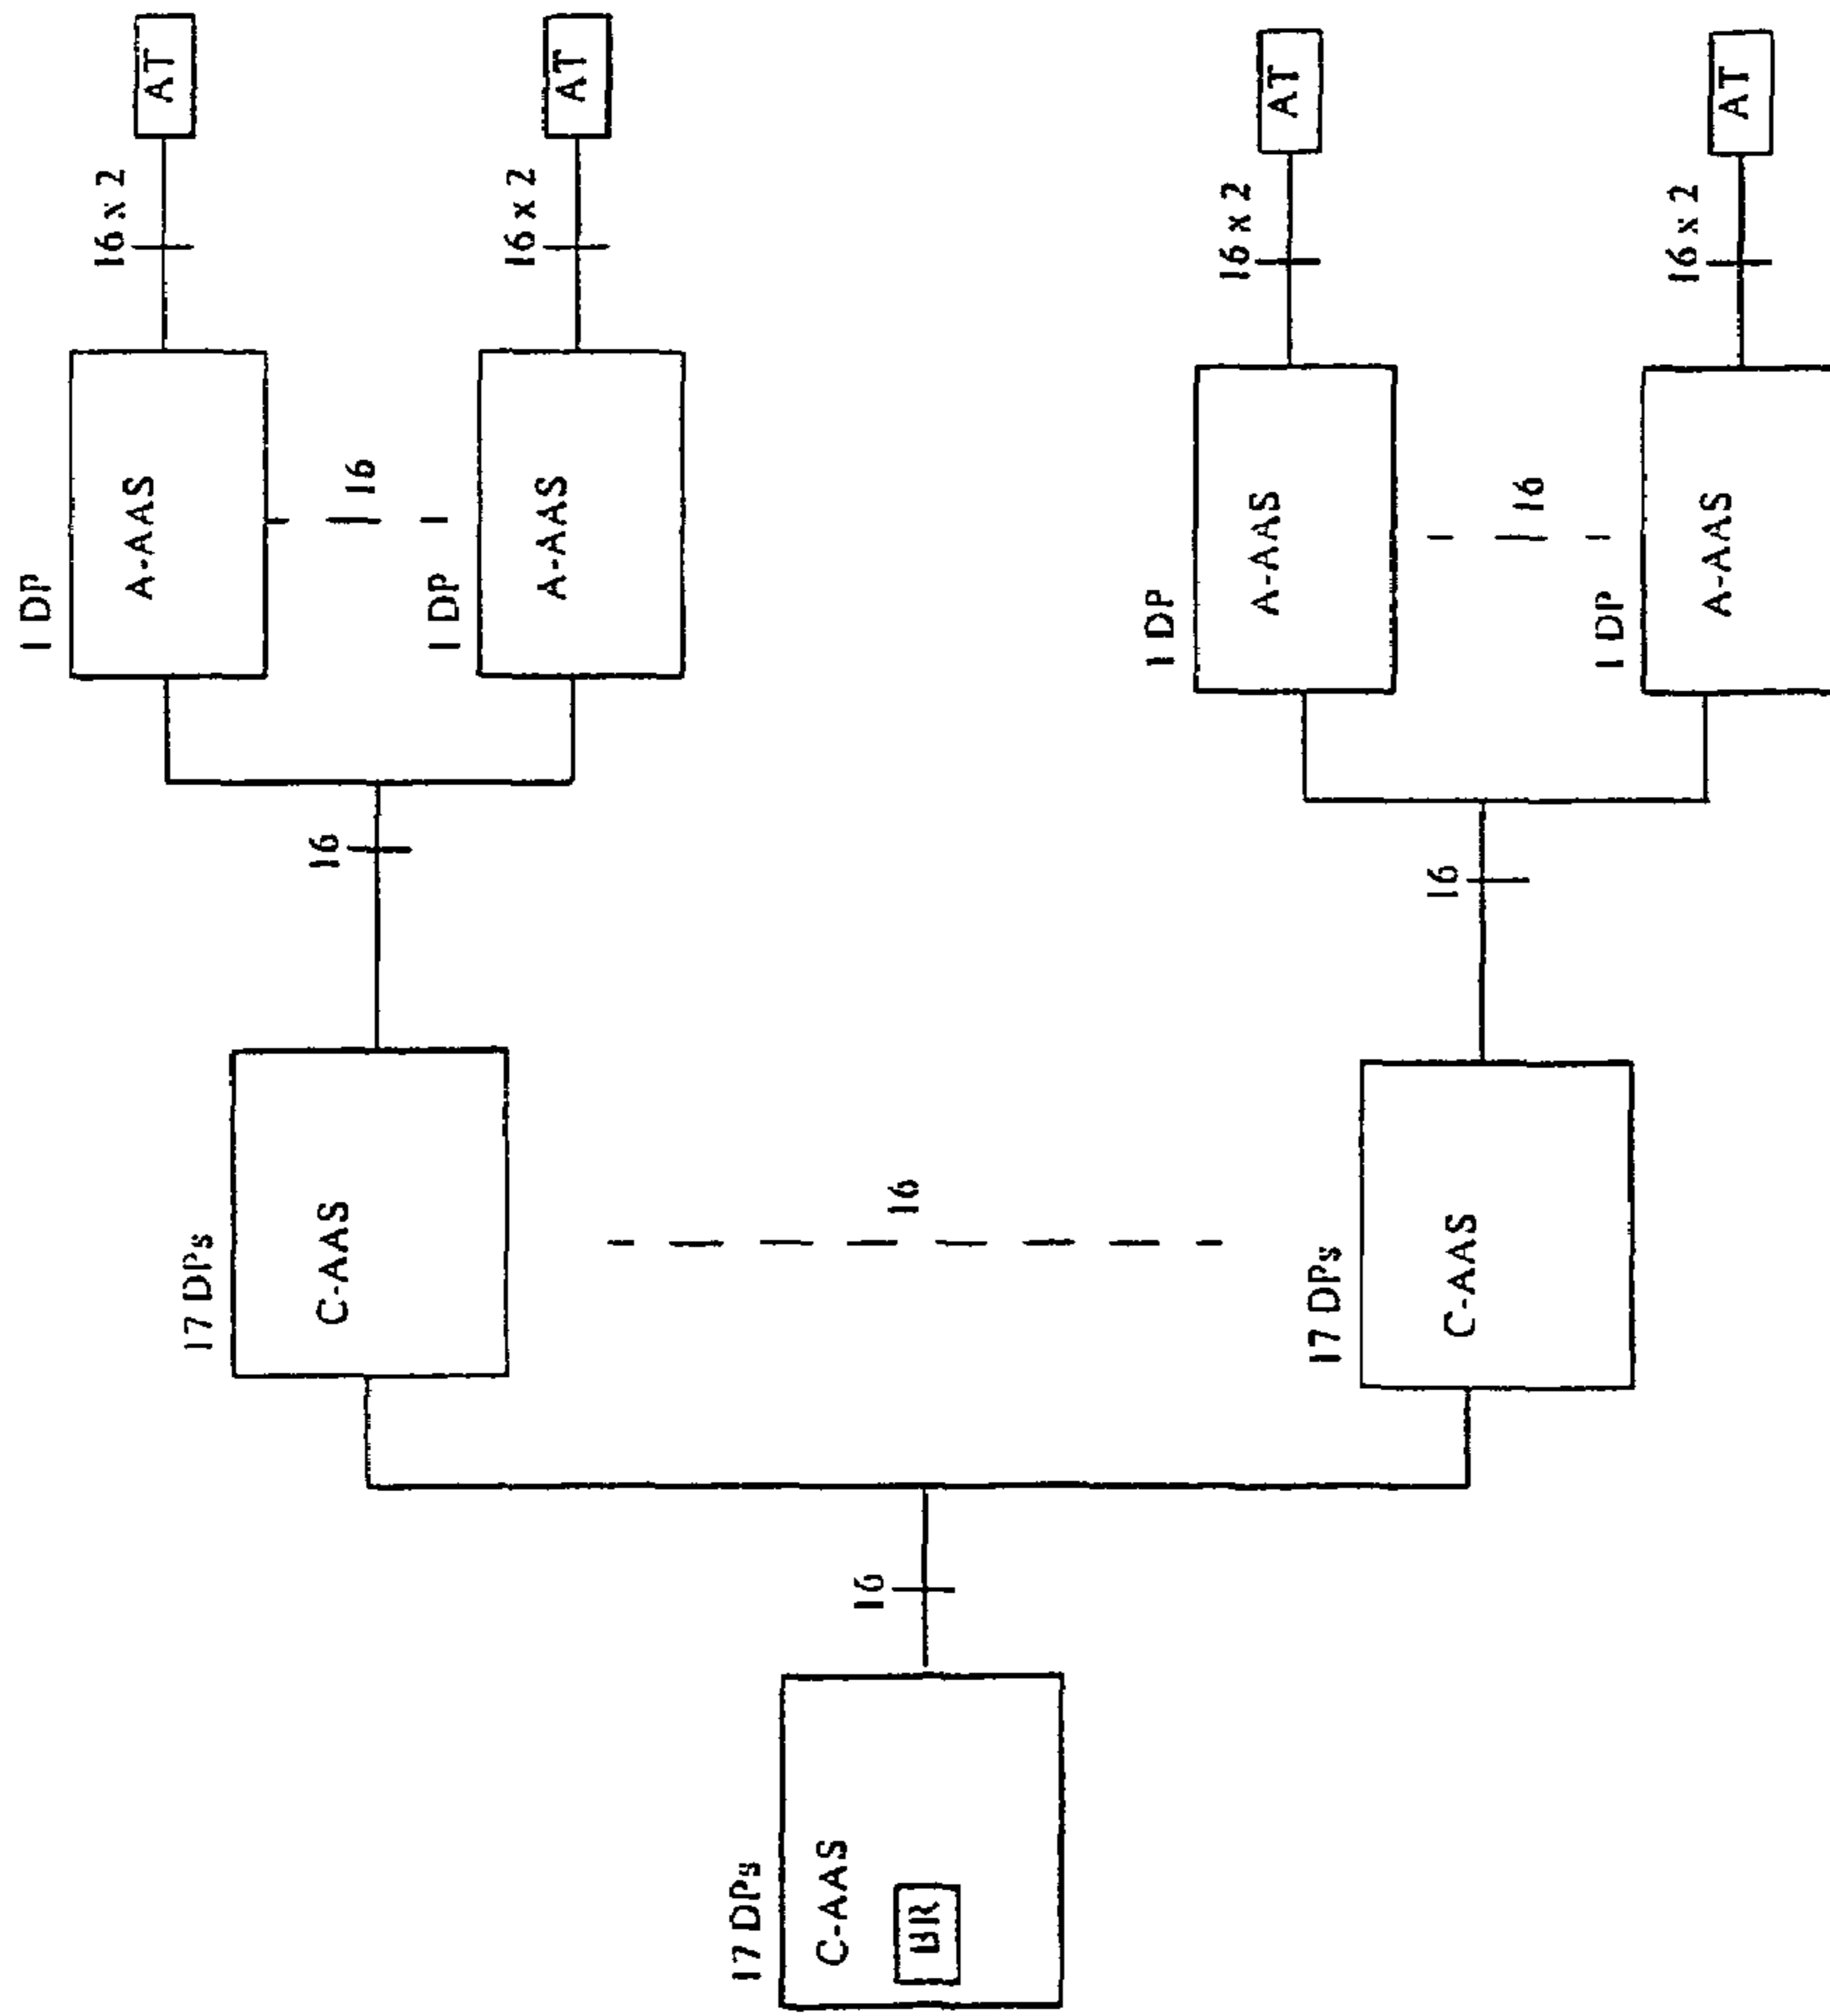 1 DP
16 x 2
A-AAS
AT
17 DPs
C-AAS
16
16
1 DP
16 x 2
A-AAS
AT
17 DPs
C-AAS
16
16
BR
1 DP
16 x 2
A-AAS
AT
17 DPs
C-AAS
16
16
1 DP
16 x 2
A-AAS
AT